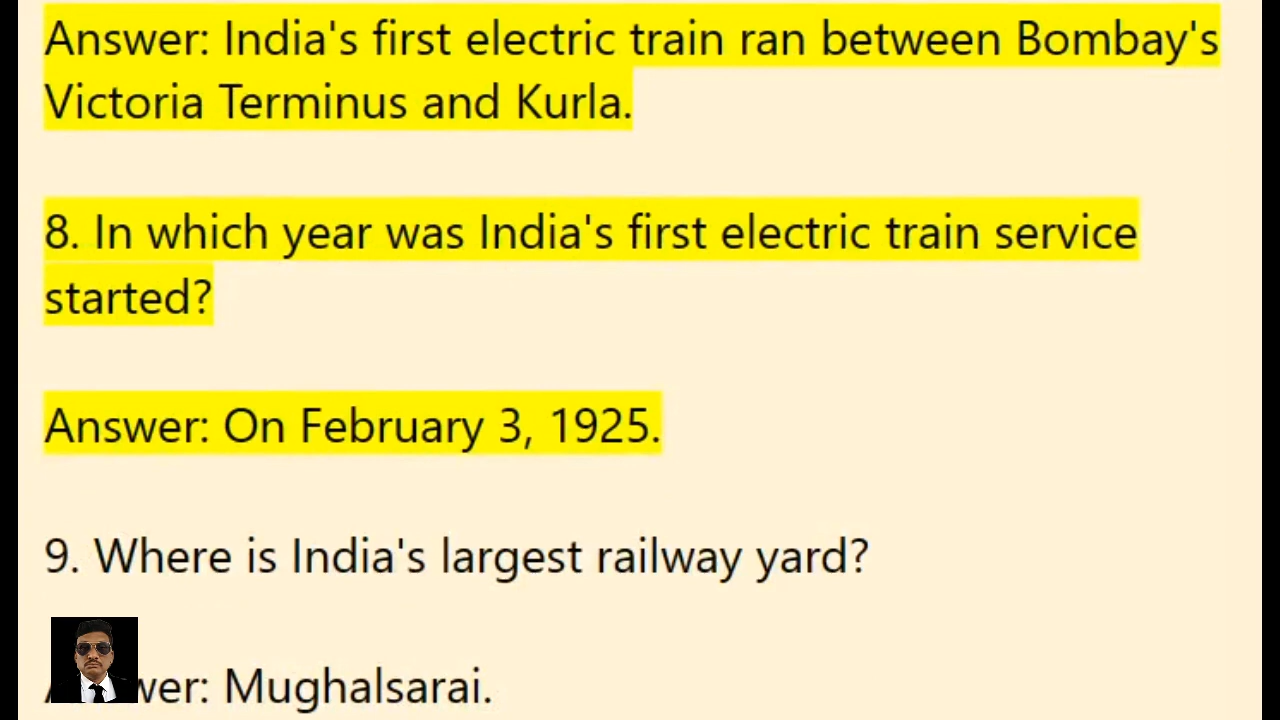 Answer: India's first electric train ran between Bombay's
Victoria Terminus and Kurla.
8. In which year was India's first electric train service
started?
Answer: On February 3, 1925.
9. Where is India's largest railway yard?
wer: Mughalsarai.